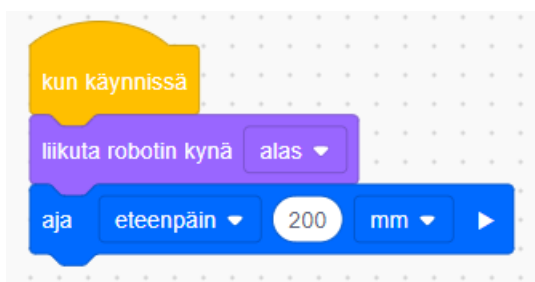 kun käynnissä
liikuta robotin kynä alas
aja eteenpäin 200 mm